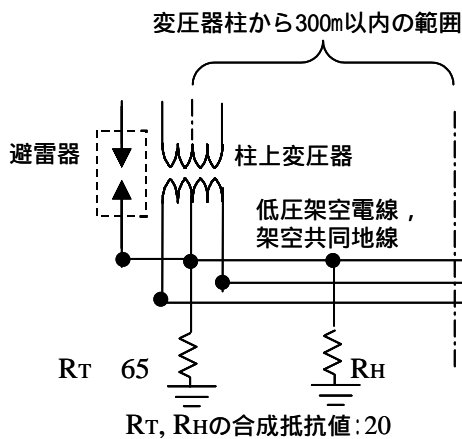 変圧器柱から300m以内の範囲
避雷器
柱上変圧器
低圧架空電線，
架空共同地線
RT 65
RH
RT, RHの合成抵抗値:20